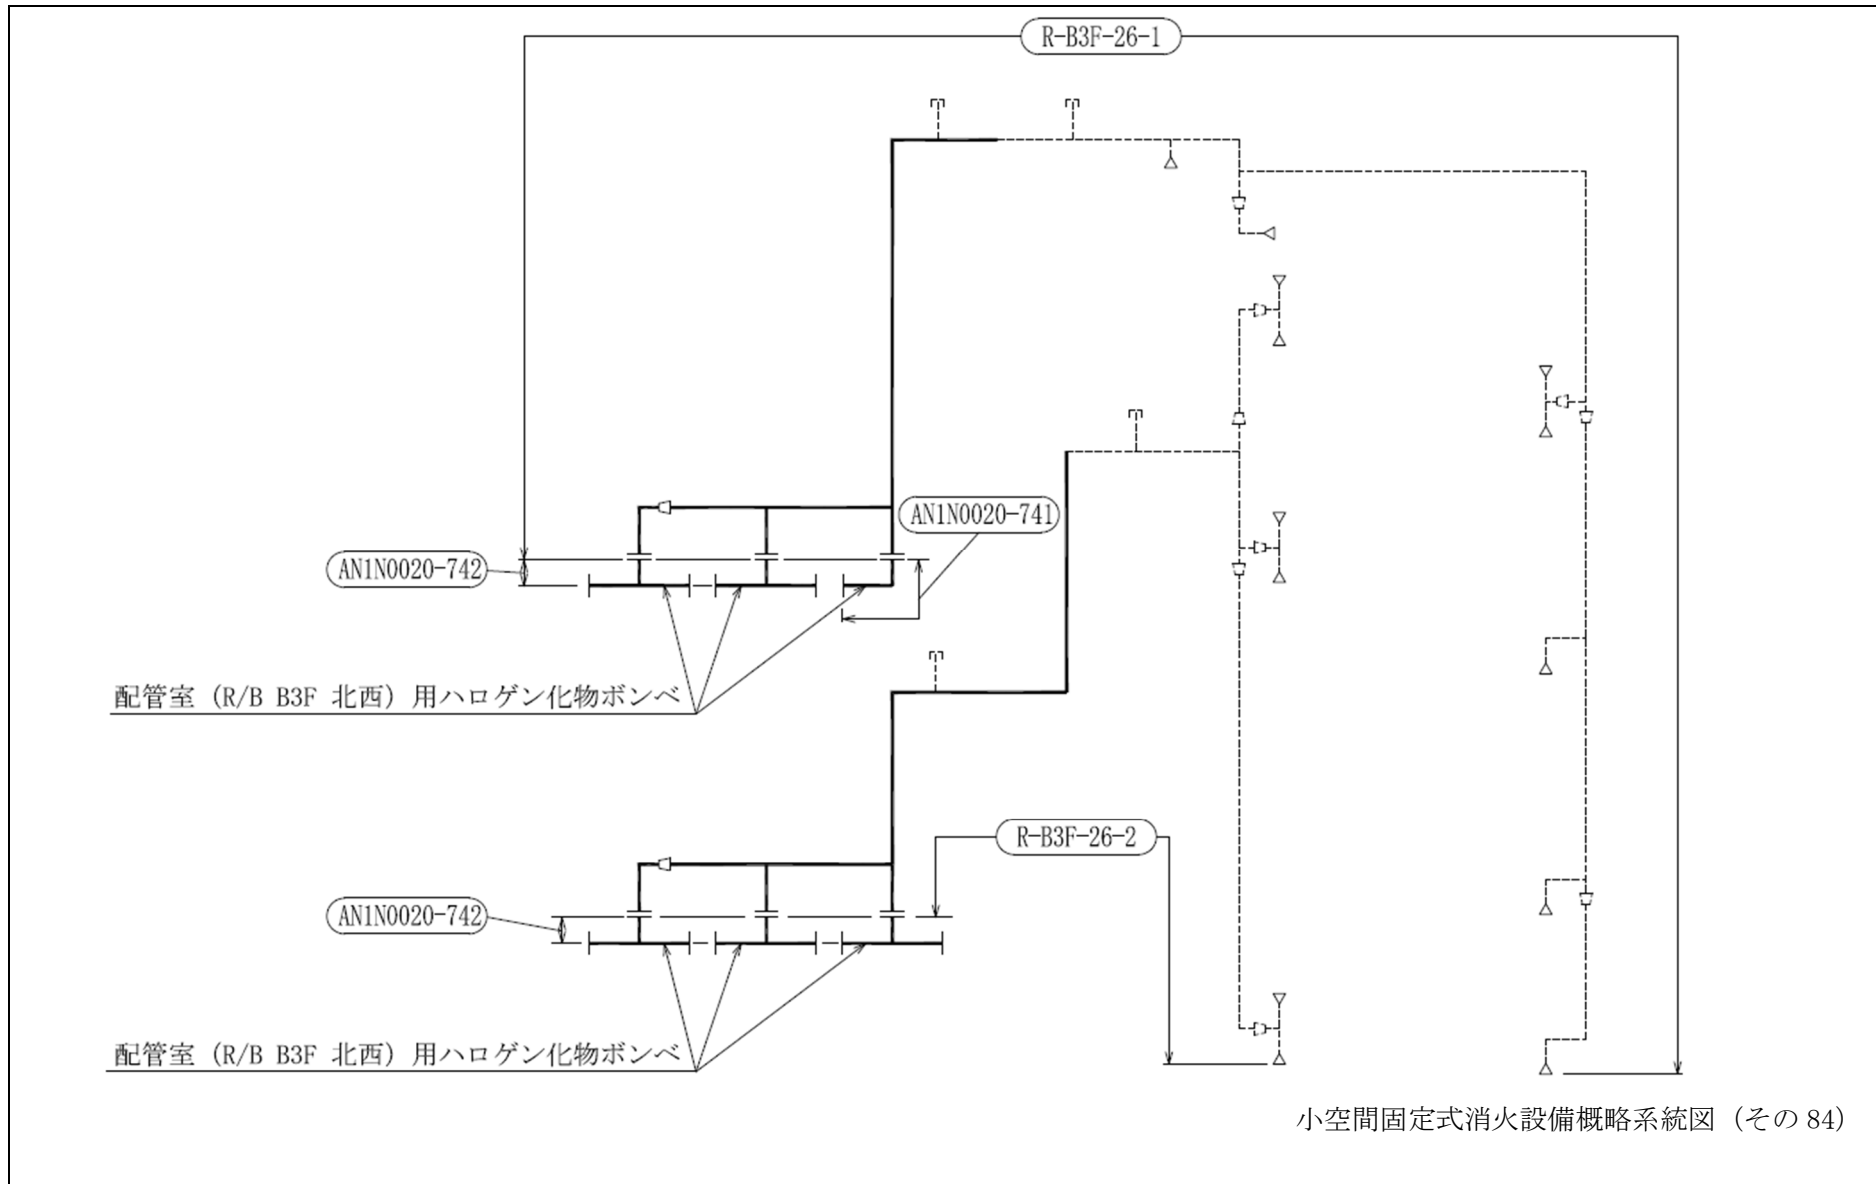 R-B3F-26-1
AN1N0020-741
AN1N0020-742
配管室（R/B B3F 北西）用ハロゲン化物ボンベ
R-B3F-26-2
AN1N0020-742
配管室（R/B B3F 北西）用ハロゲン化物ボンベ
小空間固定式消火設備概略系統図（その 84）